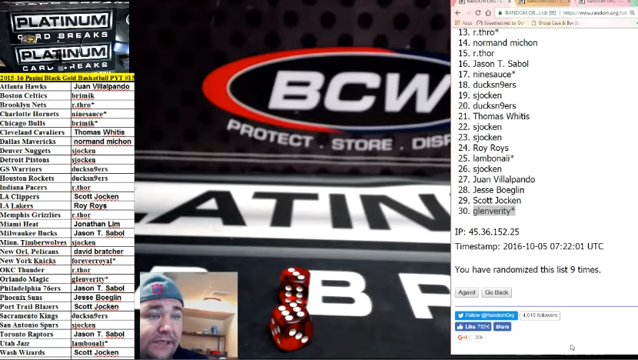 PLATINUM
CARD BREAKS
PLATINUM
CARD BREAKS
2015-16 Panini Black Gold Basketball PYT #15
Atlanta Hawks Juan Villalpando
Boston Celtics brimik
Brooklyn Nets r.thro*
Charlotte Hornets ninesauce*
Chicago Bulls brimik*
Cleveland Cavaliers Thomas Whitis
Dallas Mavericks normand michon
Denver Nuggets sjocken
Detroit Pistons sjocken
GS Warriors ducksn9ers
Houston Rockets ducksn9ers
Indiana Pacers r.thor
LA Clippers Scott Jocken
LA Lakers Roy Roys
Memphis Grizzlies r.thor
Miami Heat Jonathan Lim
Milwaukee Bucks Jason T. Sabol
Minn. Timberwolves sjocken
New Orl. Pelicans david bratcher
New York Knicks foreverroyal*
OKC Thunder r.thor
Orlando Magic glenverity*
Philadelphia 76ers Jason T. Sabol
Phoenix Suns Jesse Boeglin
Port Trail Blazers Scott Jocken
Sacramento Kings ducksn9ers
San Antonio Spurs sjocken
Toronto Raptors Jason T. Sabol
Utah Jazz lambonali*
Wash Wizards Scott Jocken
BCW
PROTECT . STORE . DISP
LATINU
D B R
13. r.thro*
14. normand michon
15. r.thor
16. Jason T. Sabol
17. ninesauce*
18. ducksn9ers
19. sjocken
20. ducksn9ers
21. Thomas Whitis
22. sjocken
23. sjocken
24. Roy Roys
25. lambonali*
26. sjocken
27. Juan Villalpando
28. Jesse Boeglin
29. Scott Jocken
30. glenverity*
IP: 45.36.152.25
Timestamp: 2016-10-05 07:22:01 UTC
You have randomized this list 9 times.
Again! Go Back
Follow @RandomOrg 4,015 followers
Like Share